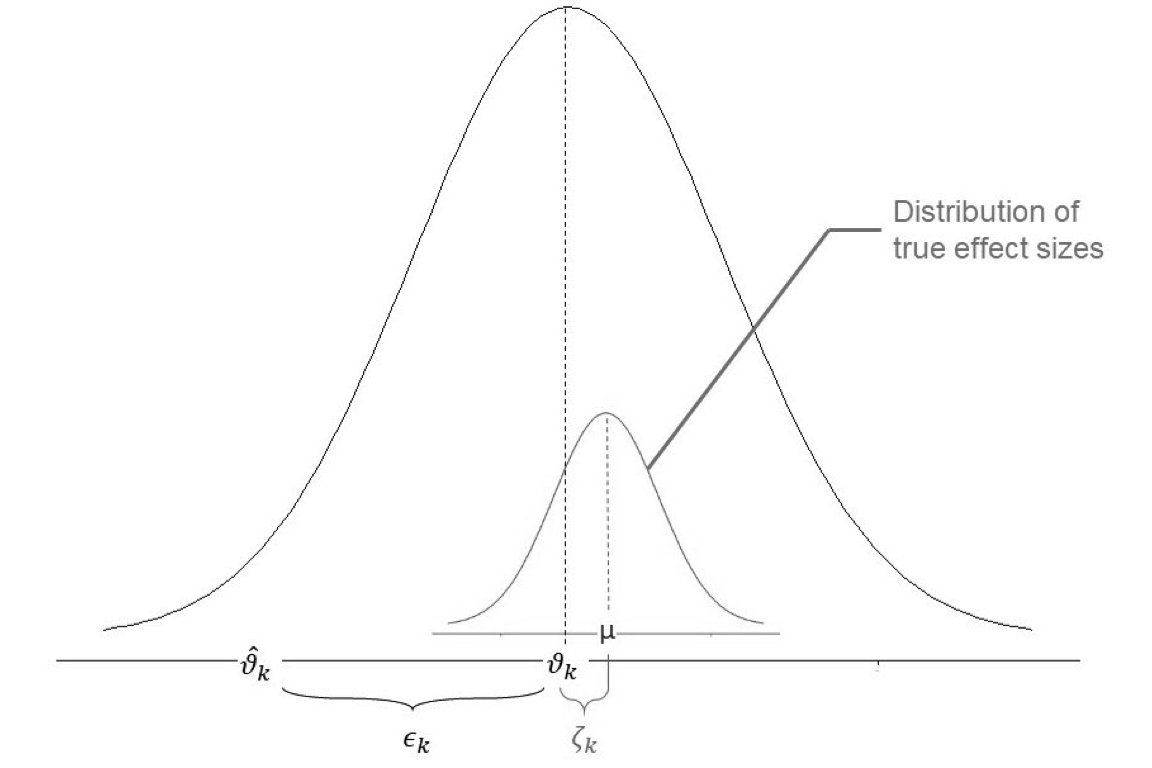 Distribution of
true effect sizes
μ
ϑ̂ₖ ϑₖ
ϵₖ ζₖ